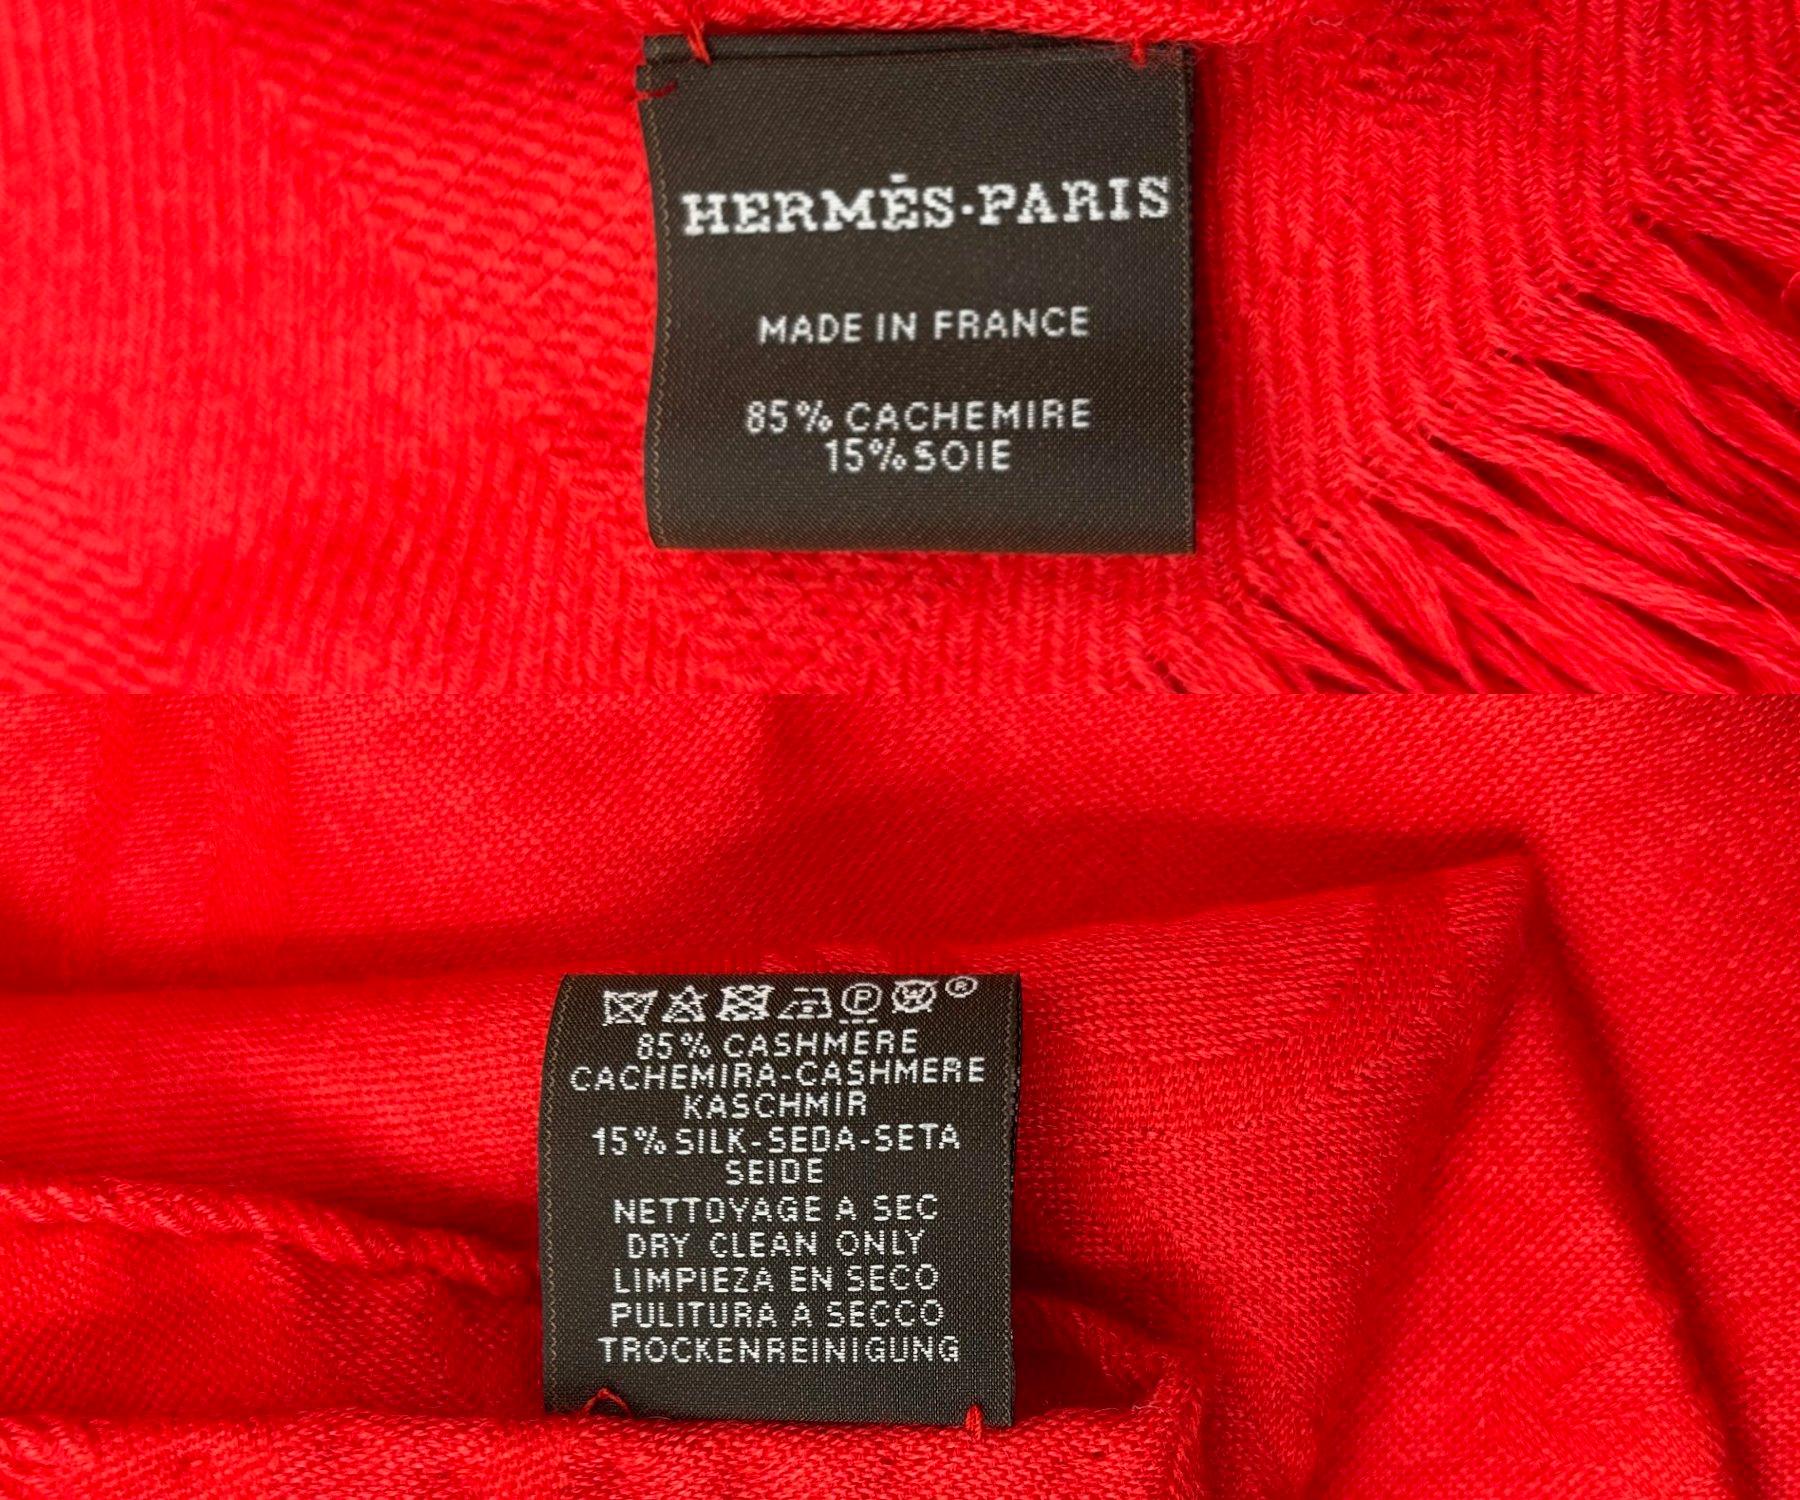 HERMÈS-PARIS
MADE IN FRANCE
85% CACHEMIRE
15% SOIE
P W ®
85% CASHMERE
CACHEMIRA-CASHMERE
KASCHMIR
15% SILK-SEDA-SETA
SEIDE
NETTOYAGE A SEC
DRY CLEAN ONLY
LIMPIEZA EN SECO
PULITURA A SECCO
TROCKENREINIGUNG